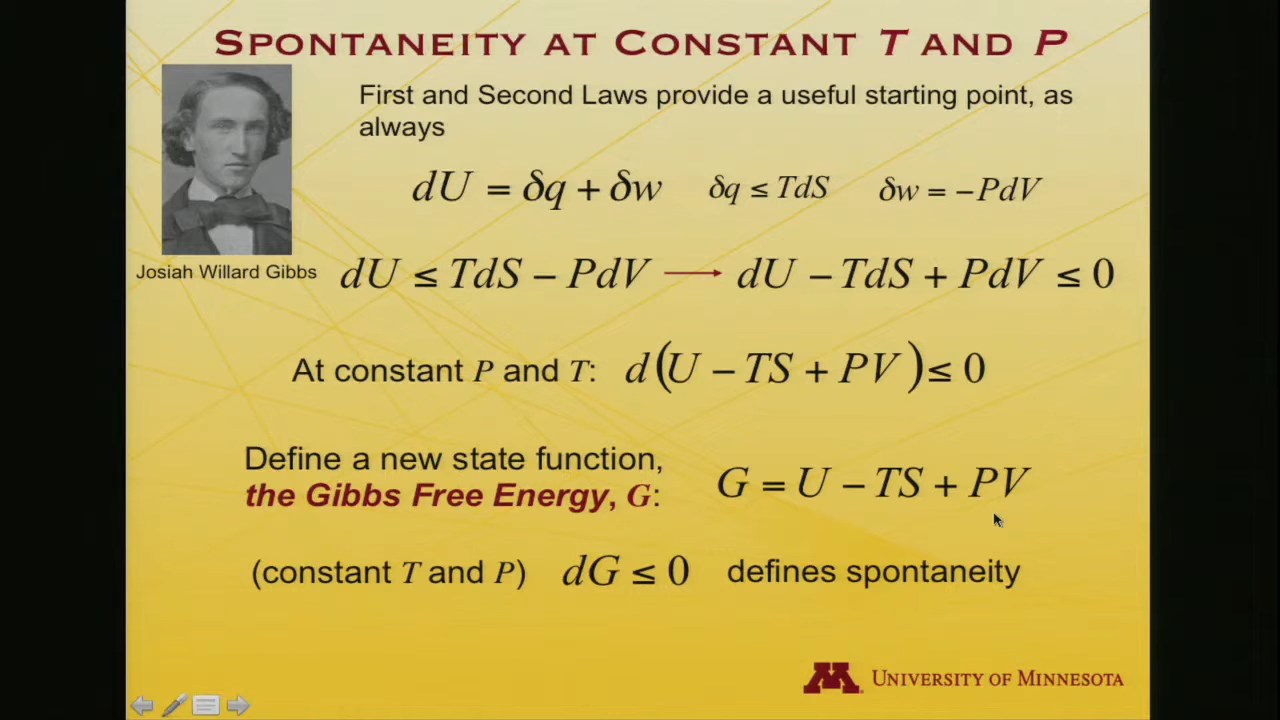 SPONTANEITY AT CONSTANT T AND P
First and Second Laws provide a useful starting point, as
always
dU = δq + δw   δq ≤ TdS   δw = −PdV
Josiah Willard Gibbs
dU ≤ TdS − PdV → dU − TdS + PdV ≤ 0
At constant P and T: d(U − TS + PV) ≤ 0
Define a new state function,
the Gibbs Free Energy, G:
G = U − TS + PV
(constant T and P) dG ≤ 0 defines spontaneity
M UNIVERSITY OF MINNESOTA